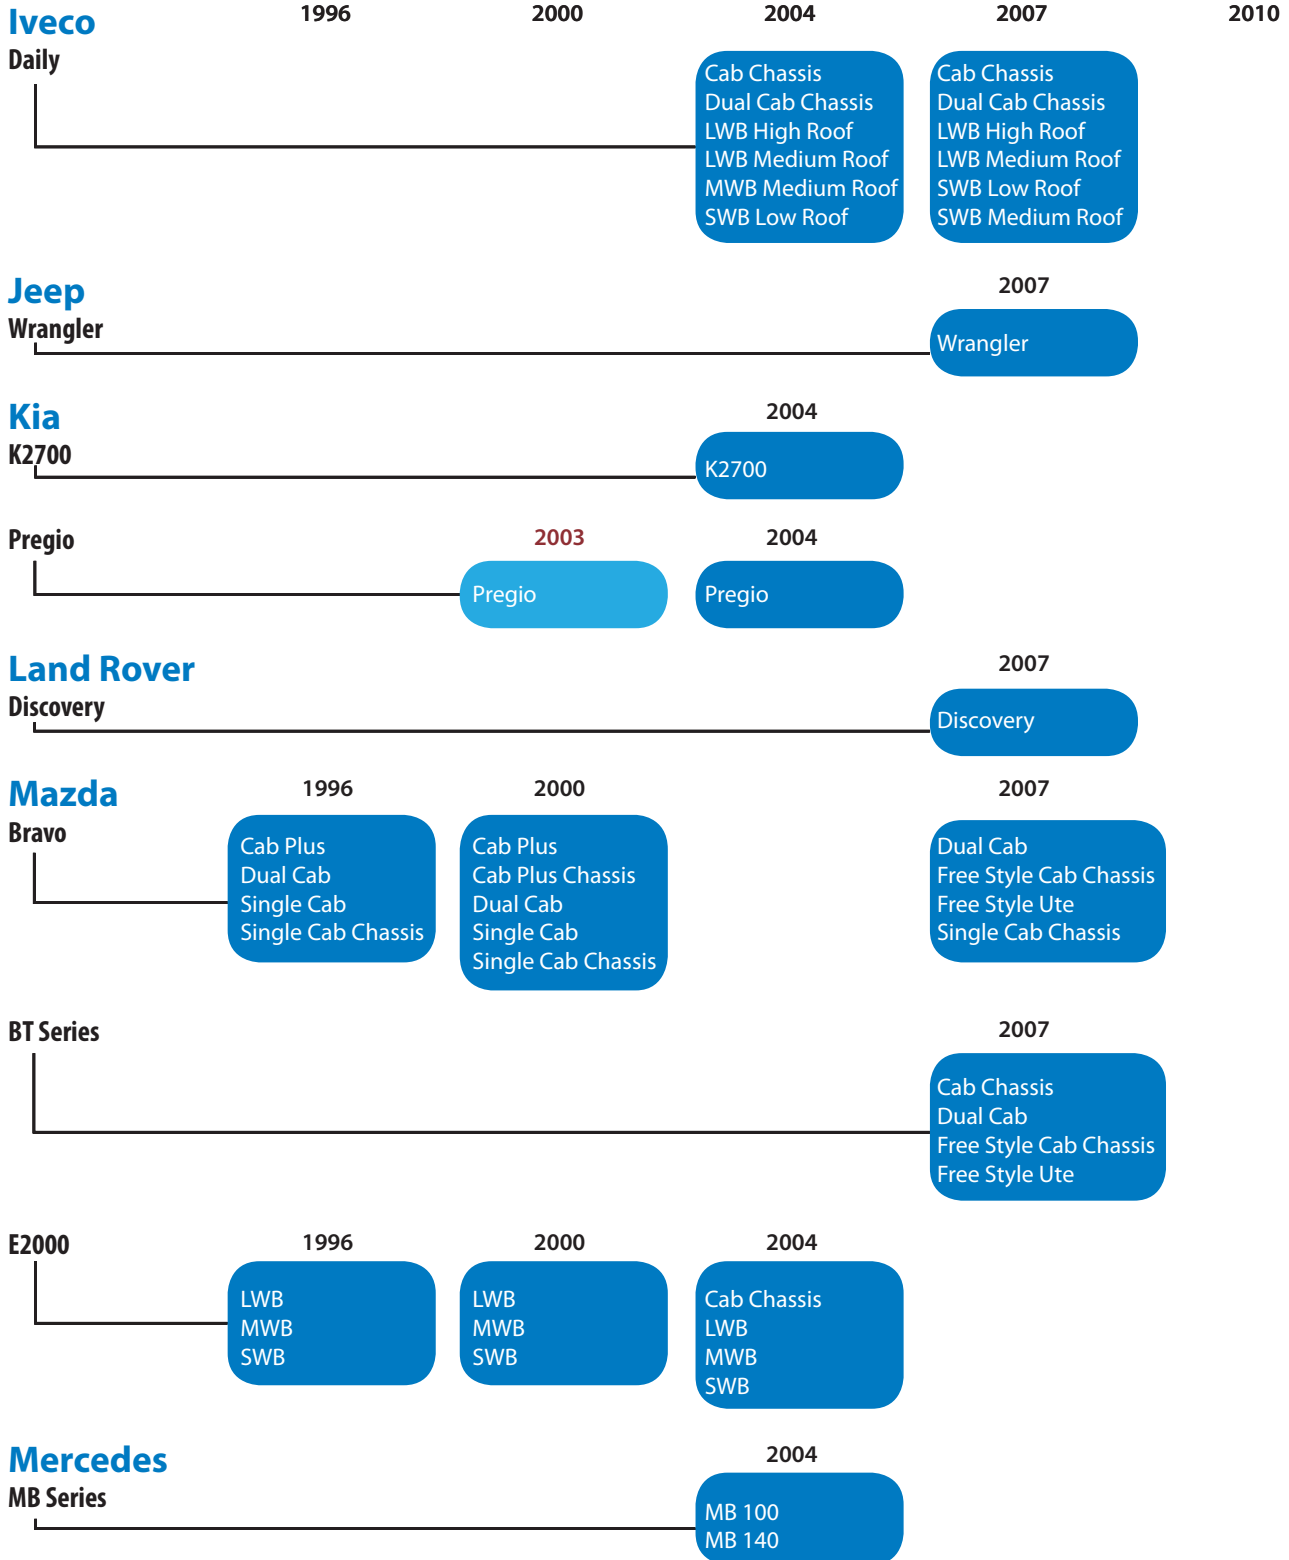 Iveco
1996 2000 2004 2007 2010
Daily
Cab Chassis
Dual Cab Chassis
LWB High Roof
LWB Medium Roof
MWB Medium Roof
SWB Low Roof
Cab Chassis
Dual Cab Chassis
LWB High Roof
LWB Medium Roof
SWB Low Roof
SWB Medium Roof
Jeep
2007
Wrangler
Wrangler
Kia
2004
K2700
K2700
Pregio
2003 2004
Pregio
Pregio
Land Rover
2007
Discovery
Discovery
Mazda
1996 2000 2007
Bravo
Cab Plus
Dual Cab
Single Cab
Single Cab Chassis
Cab Plus
Cab Plus Chassis
Dual Cab
Single Cab
Single Cab Chassis
Dual Cab
Free Style Cab Chassis
Free Style Ute
Single Cab Chassis
BT Series
2007
Cab Chassis
Dual Cab
Free Style Cab Chassis
Free Style Ute
E2000
1996 2000 2004
LWB
MWB
SWB
LWB
MWB
SWB
Cab Chassis
LWB
MWB
SWB
Mercedes
2004
MB Series
MB 100
MB 140